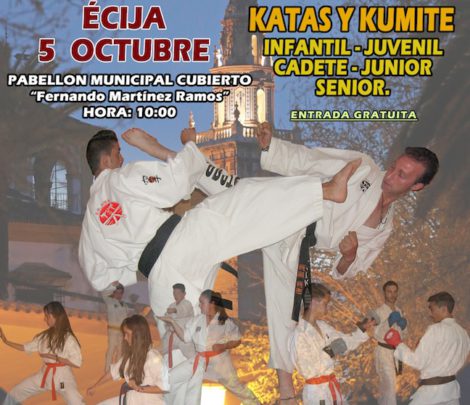 ÉCIJA
5 OCTUBRE
PABELLON MUNICIPAL CUBIERTO
"Fernando Martínez Ramos"
HORA: 10:00
KATAS Y KUMITE
INFANTIL - JUVENIL
CADETE - JUNIOR
SENIOR.
ENTRADA GRATUITA